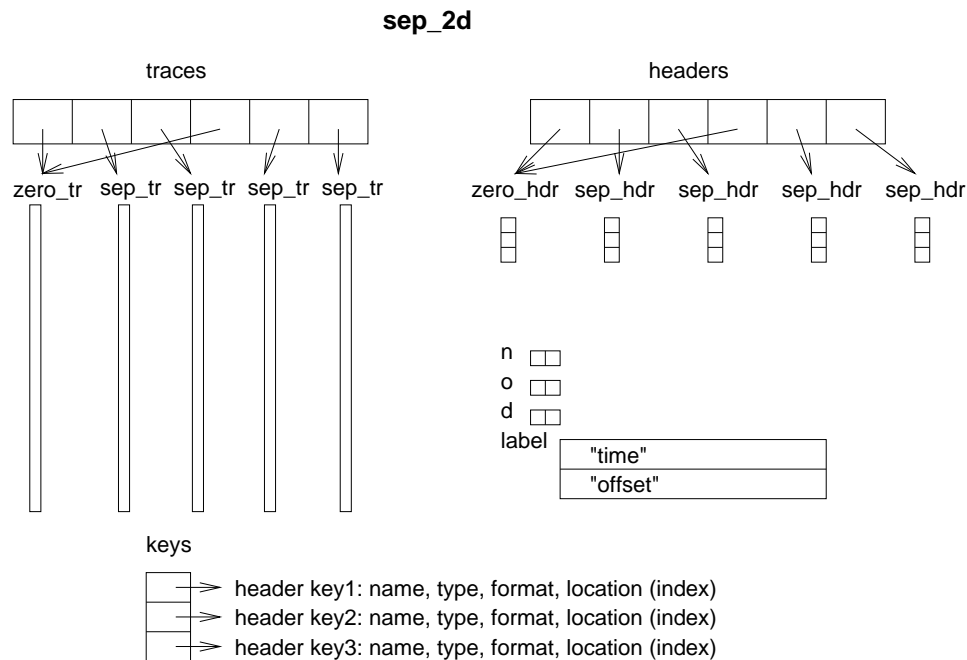 sep_2d
traces
headers
zero_tr sep_tr sep_tr sep_tr sep_tr
zero_hdr sep_hdr sep_hdr sep_hdr sep_hdr
n
o
d
label
"time"
"offset"
keys
header key1: name, type, format, location (index)
header key2: name, type, format, location (index)
header key3: name, type, format, location (index)